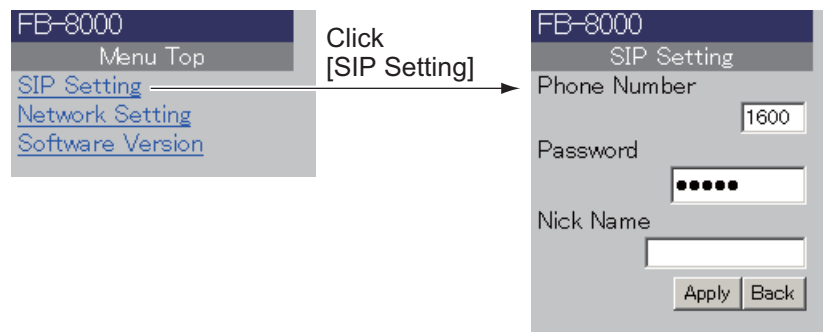 FB-8000
Menu Top
SIP Setting
Network Setting
Software Version
Click
[SIP Setting]
FB-8000
SIP Setting
Phone Number
1600
Password
●●●●●
Nick Name
Apply Back